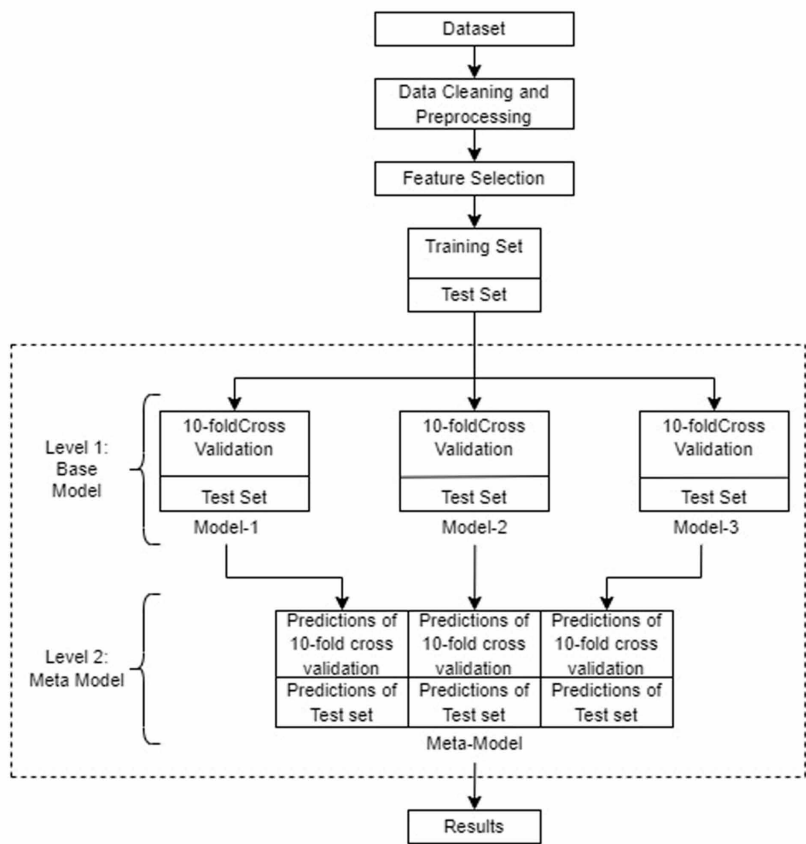 Dataset
Data Cleaning and
Preprocessing
Feature Selection
Training Set
Test Set
Level 1:
Base
Model
10-foldCross
Validation
Test Set
Model-1
10-foldCross
Validation
Test Set
Model-2
10-foldCross
Validation
Test Set
Model-3
Level 2:
Meta Model
Predictions of
10-fold cross
validation
Predictions of
Test set
Predictions of
10-fold cross
validation
Predictions of
Test set
Predictions of
10-fold cross
validation
Predictions of
Test set
Meta-Model
Results